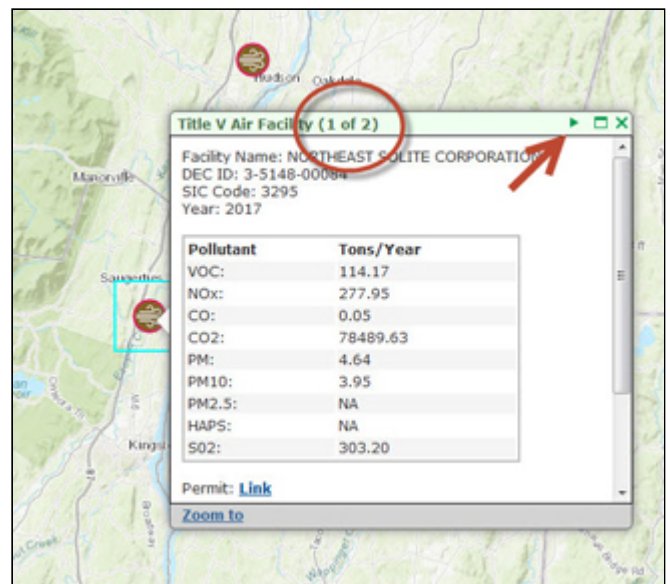 Hudson Oakdale
Title V Air Facility (1 of 2)
Facility Name: NORTHEAST SOLITE CORPORATION
DEC ID: 3-5148-00084
SIC Code: 3295
Year: 2017
Manorville
Pollutant Tons/Year
VOC: 114.17
Saugerties
NOx: 277.95
CO: 0.05
CO2: 78489.63
PM: 4.64
PM10: 3.95
PM2.5: NA
HAPS: NA
S02: 303.20
Kingst
87
Permit: Link
Zoom to
Broadway